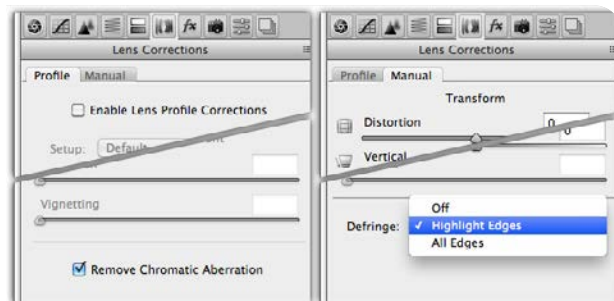 Lens Corrections
Profile Manual
Enable Lens Profile Corrections
Setup: Default
Vignetting
Remove Chromatic Aberration
Lens Corrections
Profile Manual
Transform
Distortion 0
Vertical
Defringe:
Off
✓ Highlight Edges
All Edges